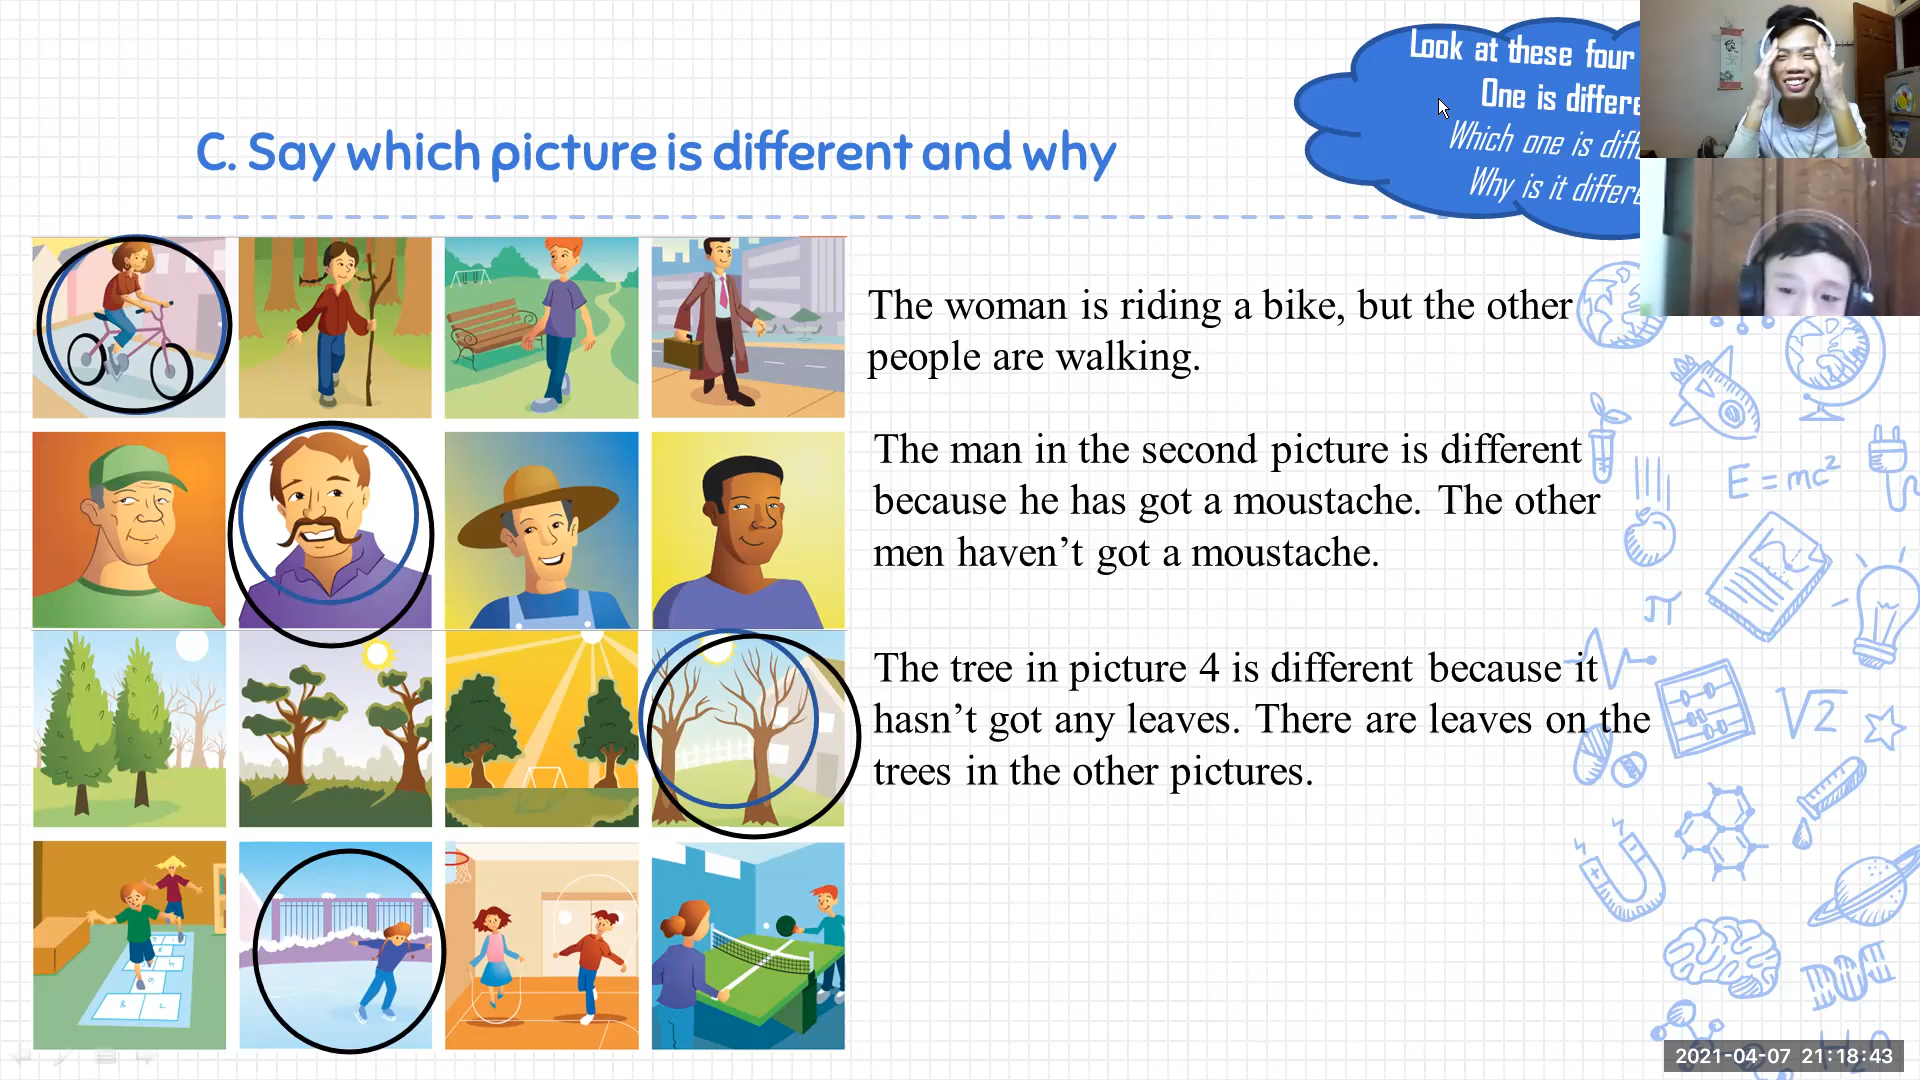 Look at these four
One is
C. Say which picture is different and why
Which one is
Why is it
The woman is riding a bike, but the other
people are walking.
The man in the second picture is different
because he has got a moustache. The other
men haven’t got a moustache.
E = mc²
π
The tree in picture 4 is different because it
hasn’t got any leaves. There are leaves on the
trees in the other pictures.
√2
2021-04-07 21:18:43